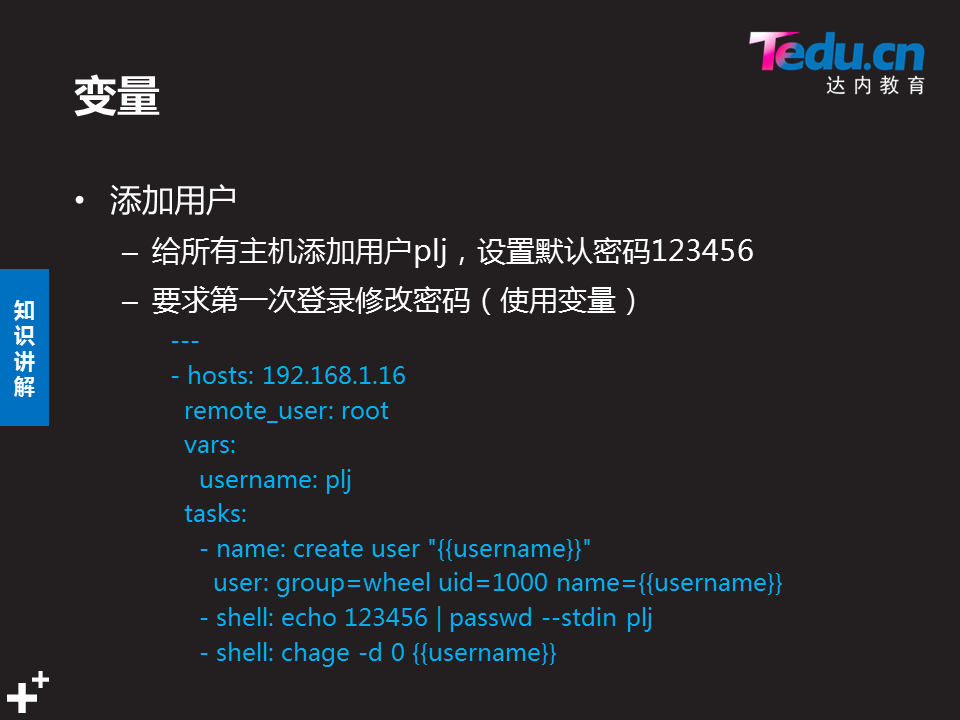 Tedu.cn
达内教育
变量
• 添加用户
– 给所有主机添加用户plj，设置默认密码123456
– 要求第一次登录修改密码（使用变量）
知识讲解
---
- hosts: 192.168.1.16
remote_user: root
vars:
username: plj
tasks:
- name: create user "{{username}}"
user: group=wheel uid=1000 name={{username}}
- shell: echo 123456 | passwd --stdin plj
- shell: chage -d 0 {{username}}